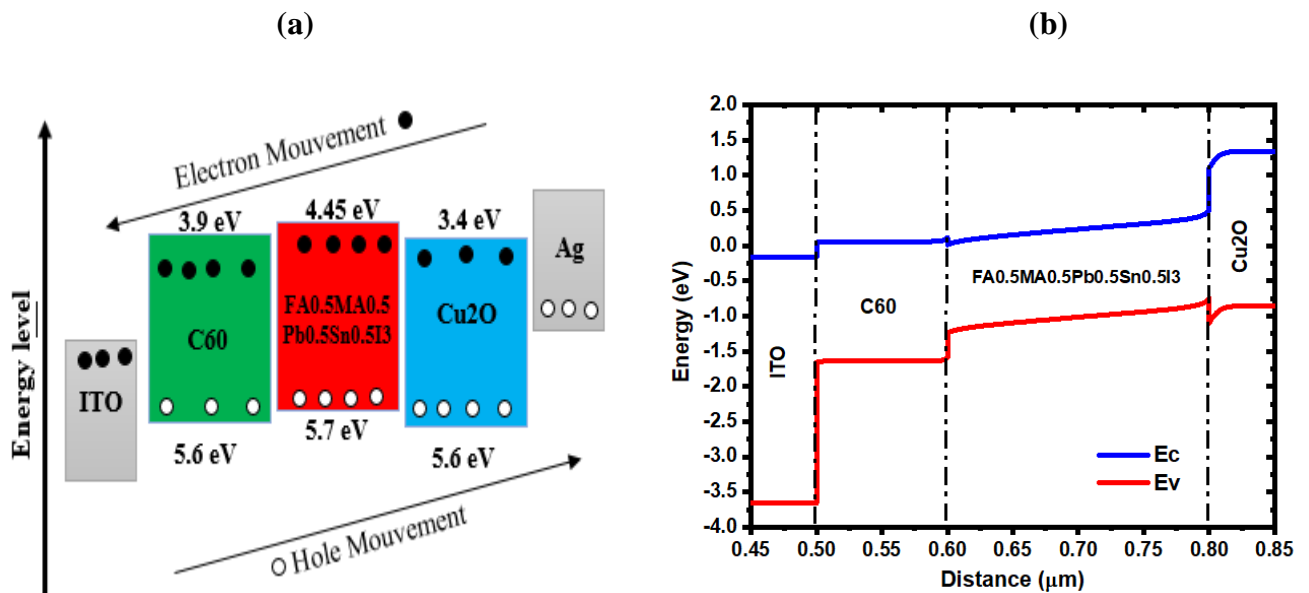 (a)
(b)
Energy level
Electron Mouvement
3.9 eV
4.45 eV
3.4 eV
ITO
C60
FA0.5MA0.5
Pb0.5Sn0.5I3
Cu2O
Ag
5.6 eV
5.7 eV
5.6 eV
Hole Mouvement
Energy (eV)
2.0
1.5
1.0
0.5
0.0
-0.5
-1.0
-1.5
-2.0
-2.5
-3.0
-3.5
-4.0
ITO
C60
FA0.5MA0.5Pb0.5Sn0.5I3
Cu2O
Ec
Ev
0.45 0.50 0.55 0.60 0.65 0.70 0.75 0.80 0.85
Distance (μm)